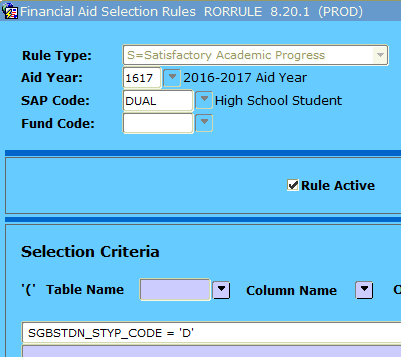 Financial Aid Selection Rules RORRULE 8.20.1 (PROD)
Rule Type: S=Satisfactory Academic Progress
Aid Year: 1617 2016-2017 Aid Year
SAP Code: DUAL High School Student
Fund Code:
Rule Active
Selection Criteria
'(' Table Name Column Name O
SGBSTDN_STYP_CODE = 'D'